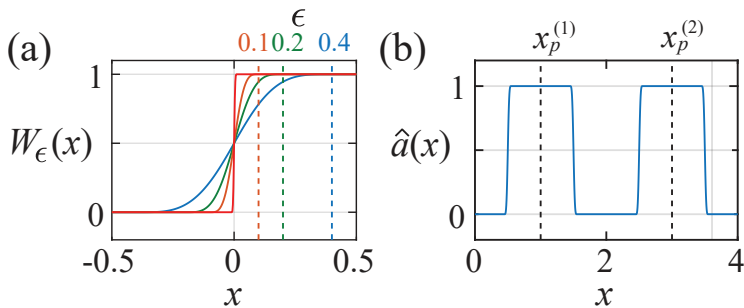 (a)
ϵ
0.1 0.2 0.4
1
W_ϵ(x)
0
-0.5 0 0.5
x
(b)
x_p^(1) x_p^(2)
1
â(x)
0
0 2 4
x